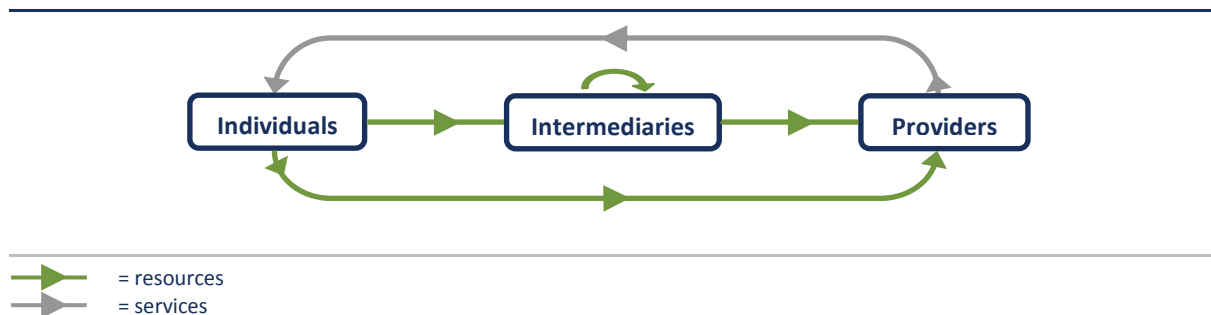 Individuals
Intermediaries
Providers
= resources
= services